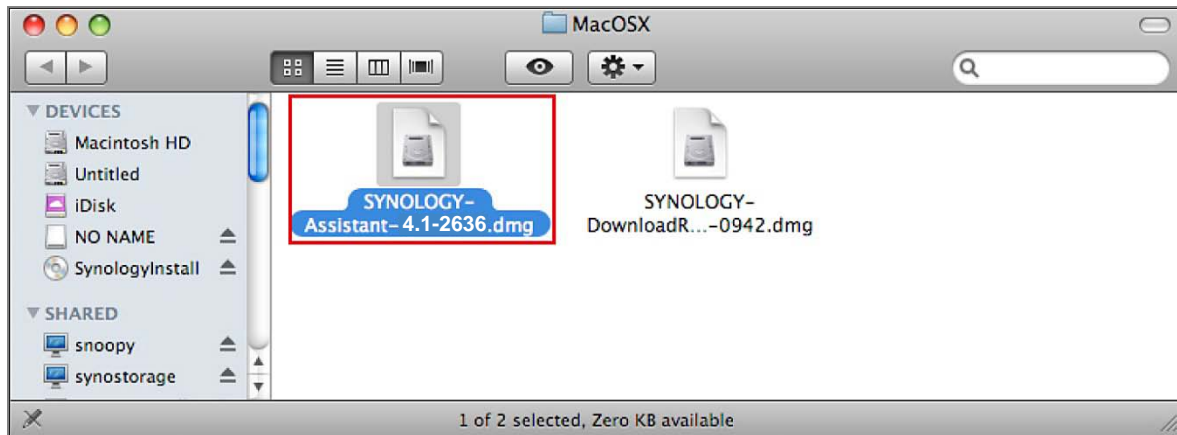 MacOSX
DEVICES
Macintosh HD
Untitled
iDisk
NO NAME
SynologyInstall
SHARED
snoopy
synostorage
SYNOLOGY-
Assistant-4.1-2636.dmg
SYNOLOGY-
DownloadR...-0942.dmg
1 of 2 selected, Zero KB available